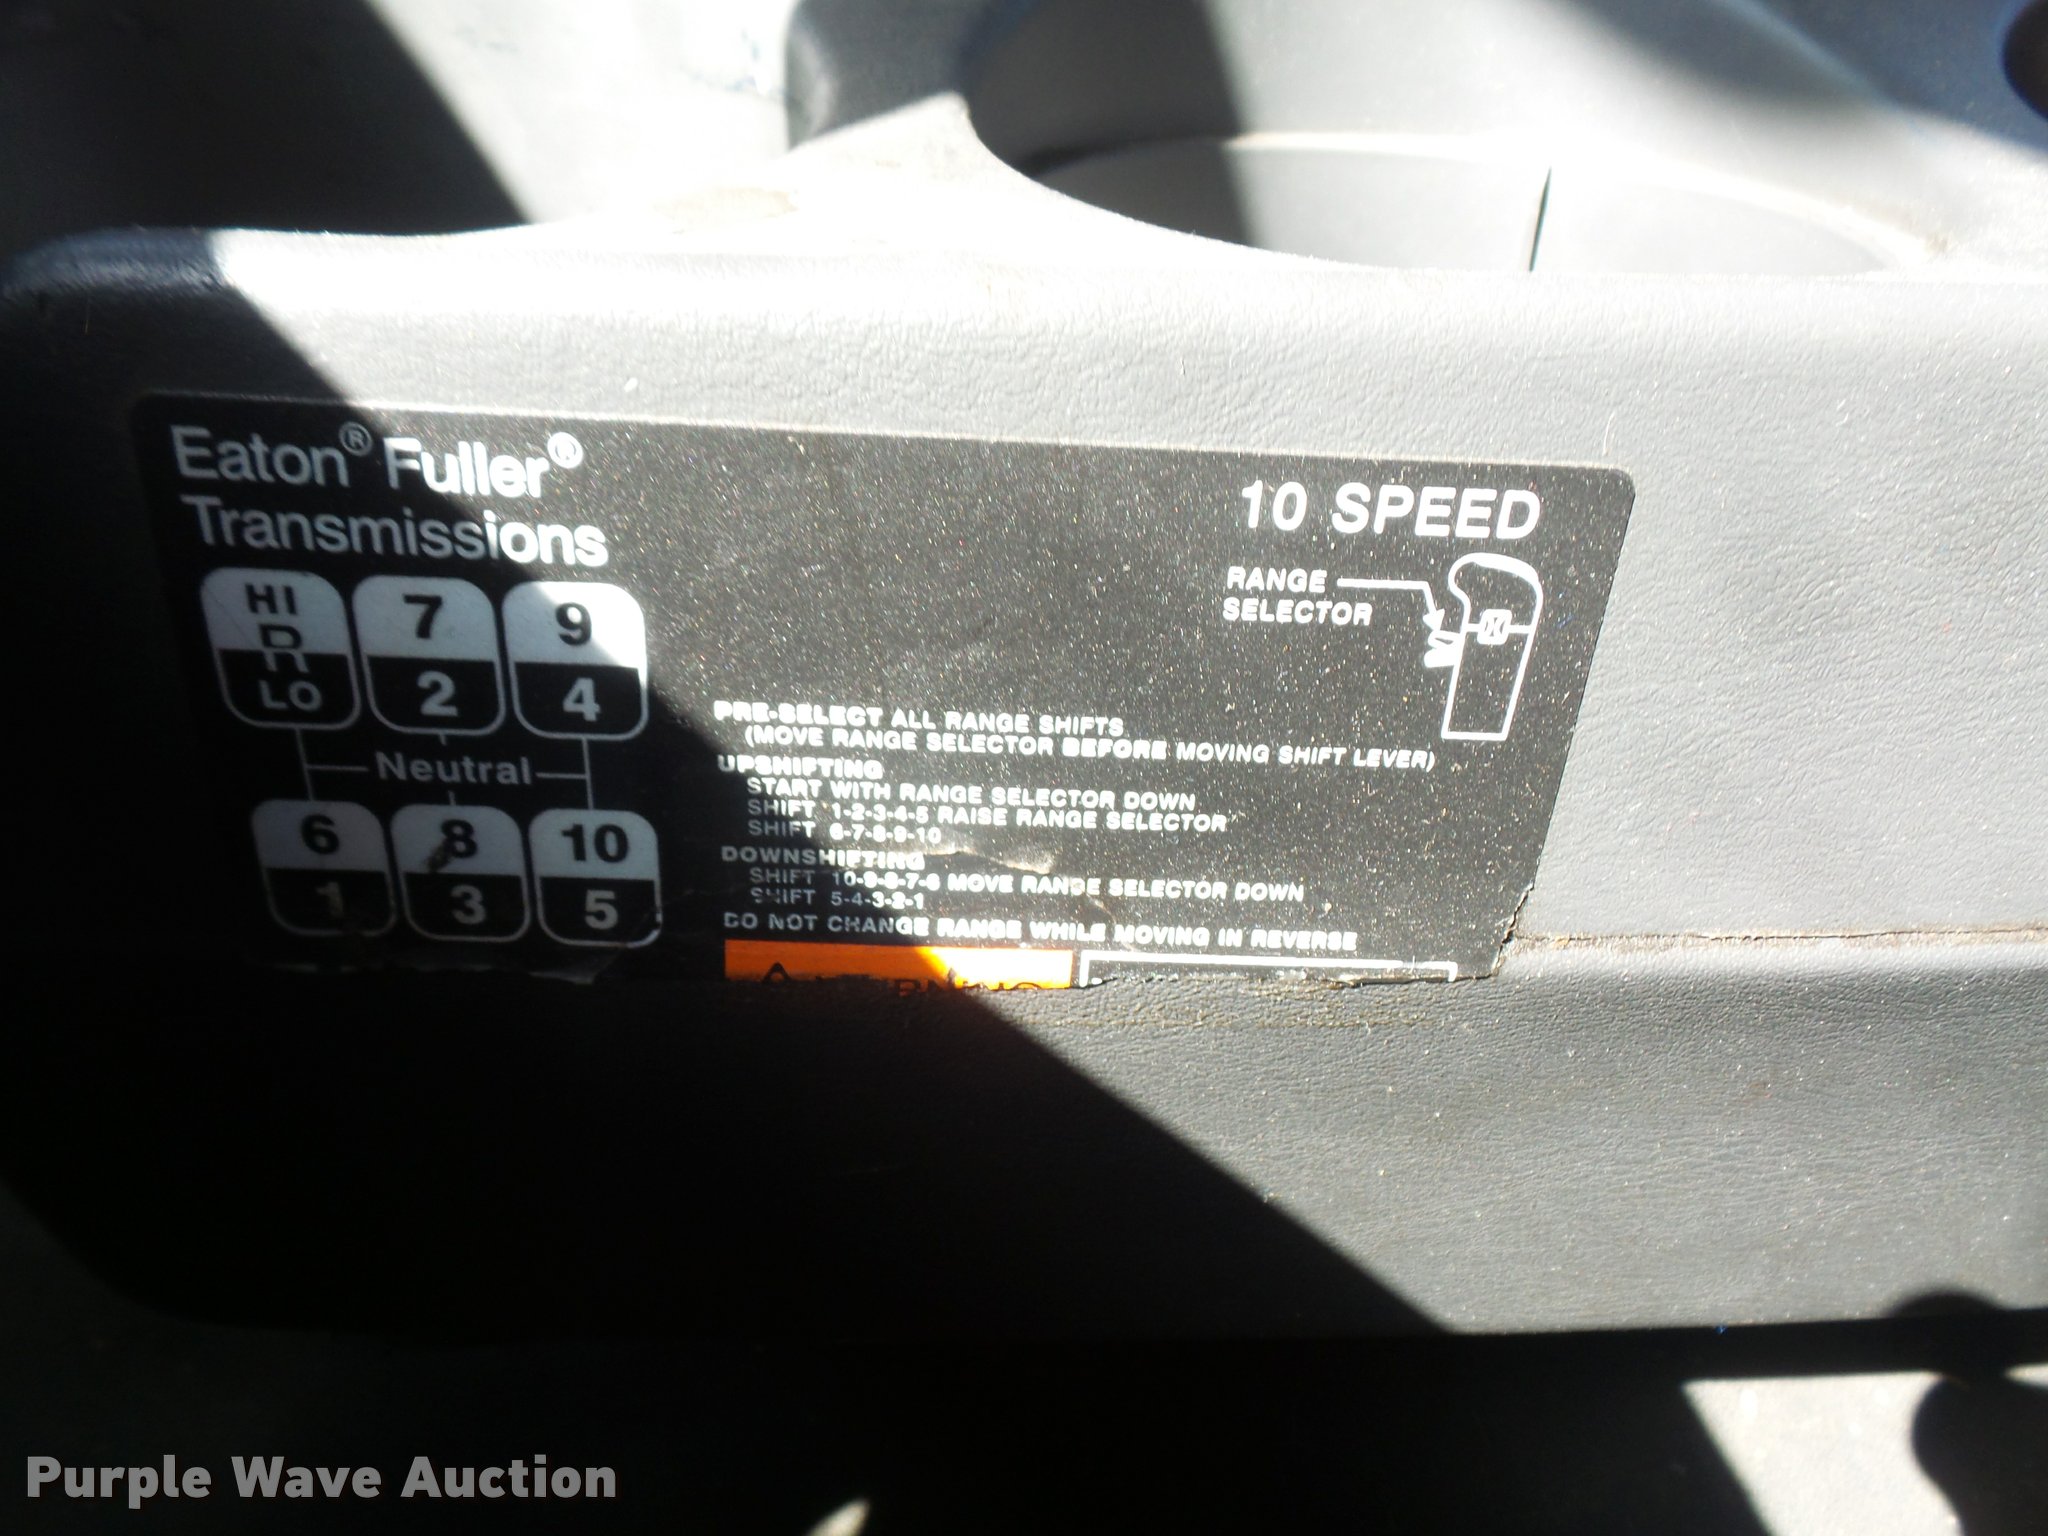 Eaton® Fuller®
Transmissions
10 SPEED
RANGE
SELECTOR
HI 7 9
R
LO 2 4
Neutral
6 8 10
1 3 5
PRE-SELECT ALL RANGE SHIFTS
(MOVE RANGE SELECTOR BEFORE MOVING SHIFT LEVER)
UPSHIFTING
START WITH RANGE SELECTOR DOWN
SHIFT 1-2-3-4-5 RAISE RANGE SELECTOR
SHIFT 6-7-8-9-10
DOWNSHIFTING
SHIFT 10-9-8-7-6 MOVE RANGE SELECTOR DOWN
SHIFT 5-4-3-2-1
DO NOT CHANGE RANGE WHILE MOVING IN REVERSE
Purple Wave Auction